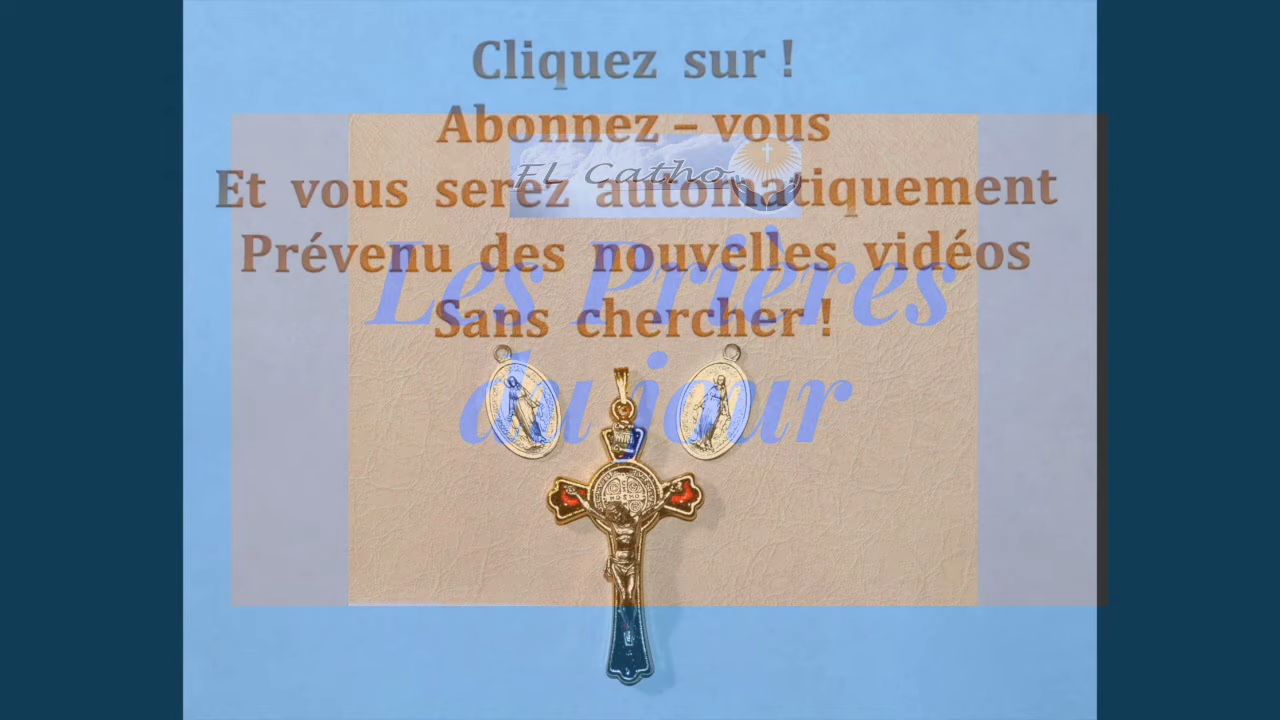 Cliquez sur !
Abonnez – vous
FL Catho
Et vous serez automatiquement
Prévenu des nouvelles vidéos
Les Prières
Sans chercher !
du jour